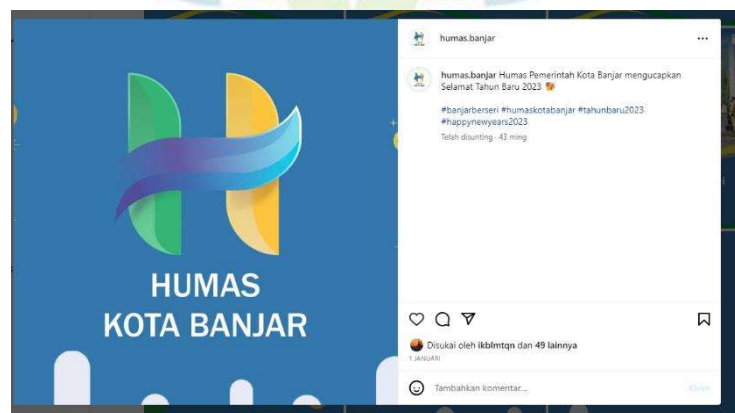 HUMAS
KOTA BANJAR
humas.banjar
humas.banjar Humas Pemerintah Kota Banjar mengucapkan
Selamat Tahun Baru 2023
#banjarberseri #humaskotabanjar #tahunbaru2023
#happynewyears2023
Telah disunting · 43 ming
Disukai oleh ikblmtqn dan 49 lainnya
1 JANUARI
Tambahkan komentar...
Kirim